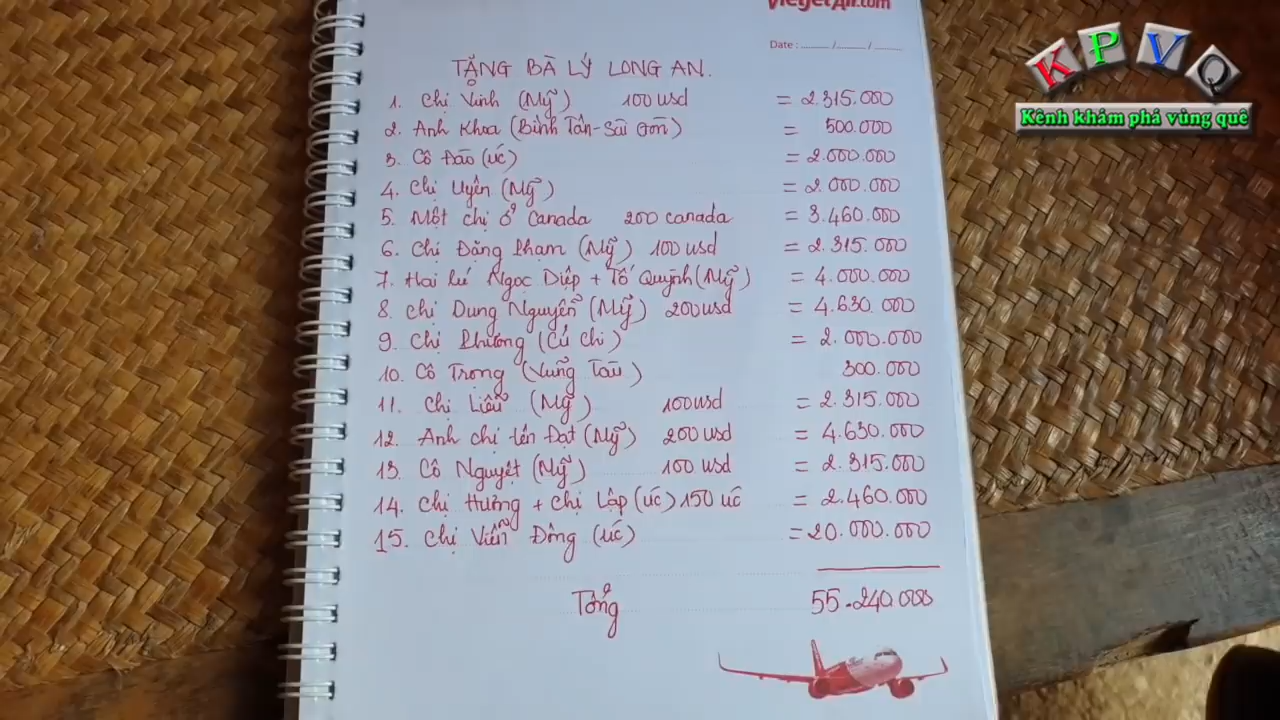 VietjetAir.com
Date : ......... /......... / ........
KPVQ
Kênh khám phá vùng quê
TẶNG BÀ LÝ LONG AN.
1. Chị Vinh (Mỹ) 100 usd = 2.315.000
2. Anh Khoa (Bình Tân-Sài Gòn) = 500.000
3. Cô Đào (Úc) = 2.000.000
4. Chị Uyên (Mỹ) = 2.000.000
5. Một chị ở Canada 200 canada = 3.460.000
6. Chị Đặng Phạm (Mỹ) 100 usd = 2.315.000
7. Hai bé Ngọc Diệp + Tố Quỳnh (Mỹ) = 4.000.000
8. Chị Dung Nguyễn (Mỹ) 200 usd = 4.630.000
9. Chị Phương (Củ Chi) = 2.000.000
10. Cô Trọng (Vũng Tàu) 300.000
11. Chị Liễu (Mỹ) 100 usd = 2.315.000
12. Anh chị tên Đạt (Mỹ) 200 usd = 4.630.000
13. Cô Nguyệt (Mỹ) 100 usd = 2.315.000
14. Chị Hưởng + Chị Lập (Úc) 150 úc = 2.460.000
15. Chị Viễn Đông (Úc) = 20.000.000
Tổng 55.240.000